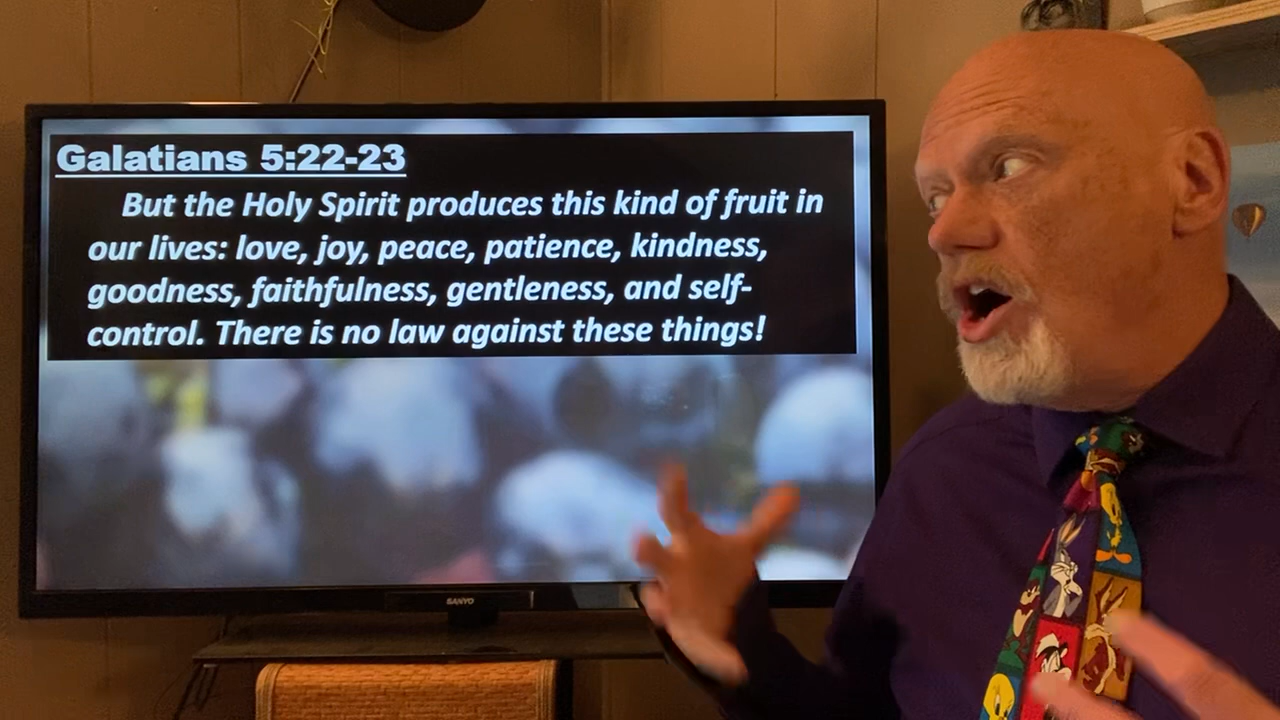 Galatians 5:22-23
But the Holy Spirit produces this kind of fruit in
our lives: love, joy, peace, patience, kindness,
goodness, faithfulness, gentleness, and self-
control. There is no law against these things!
SANYO